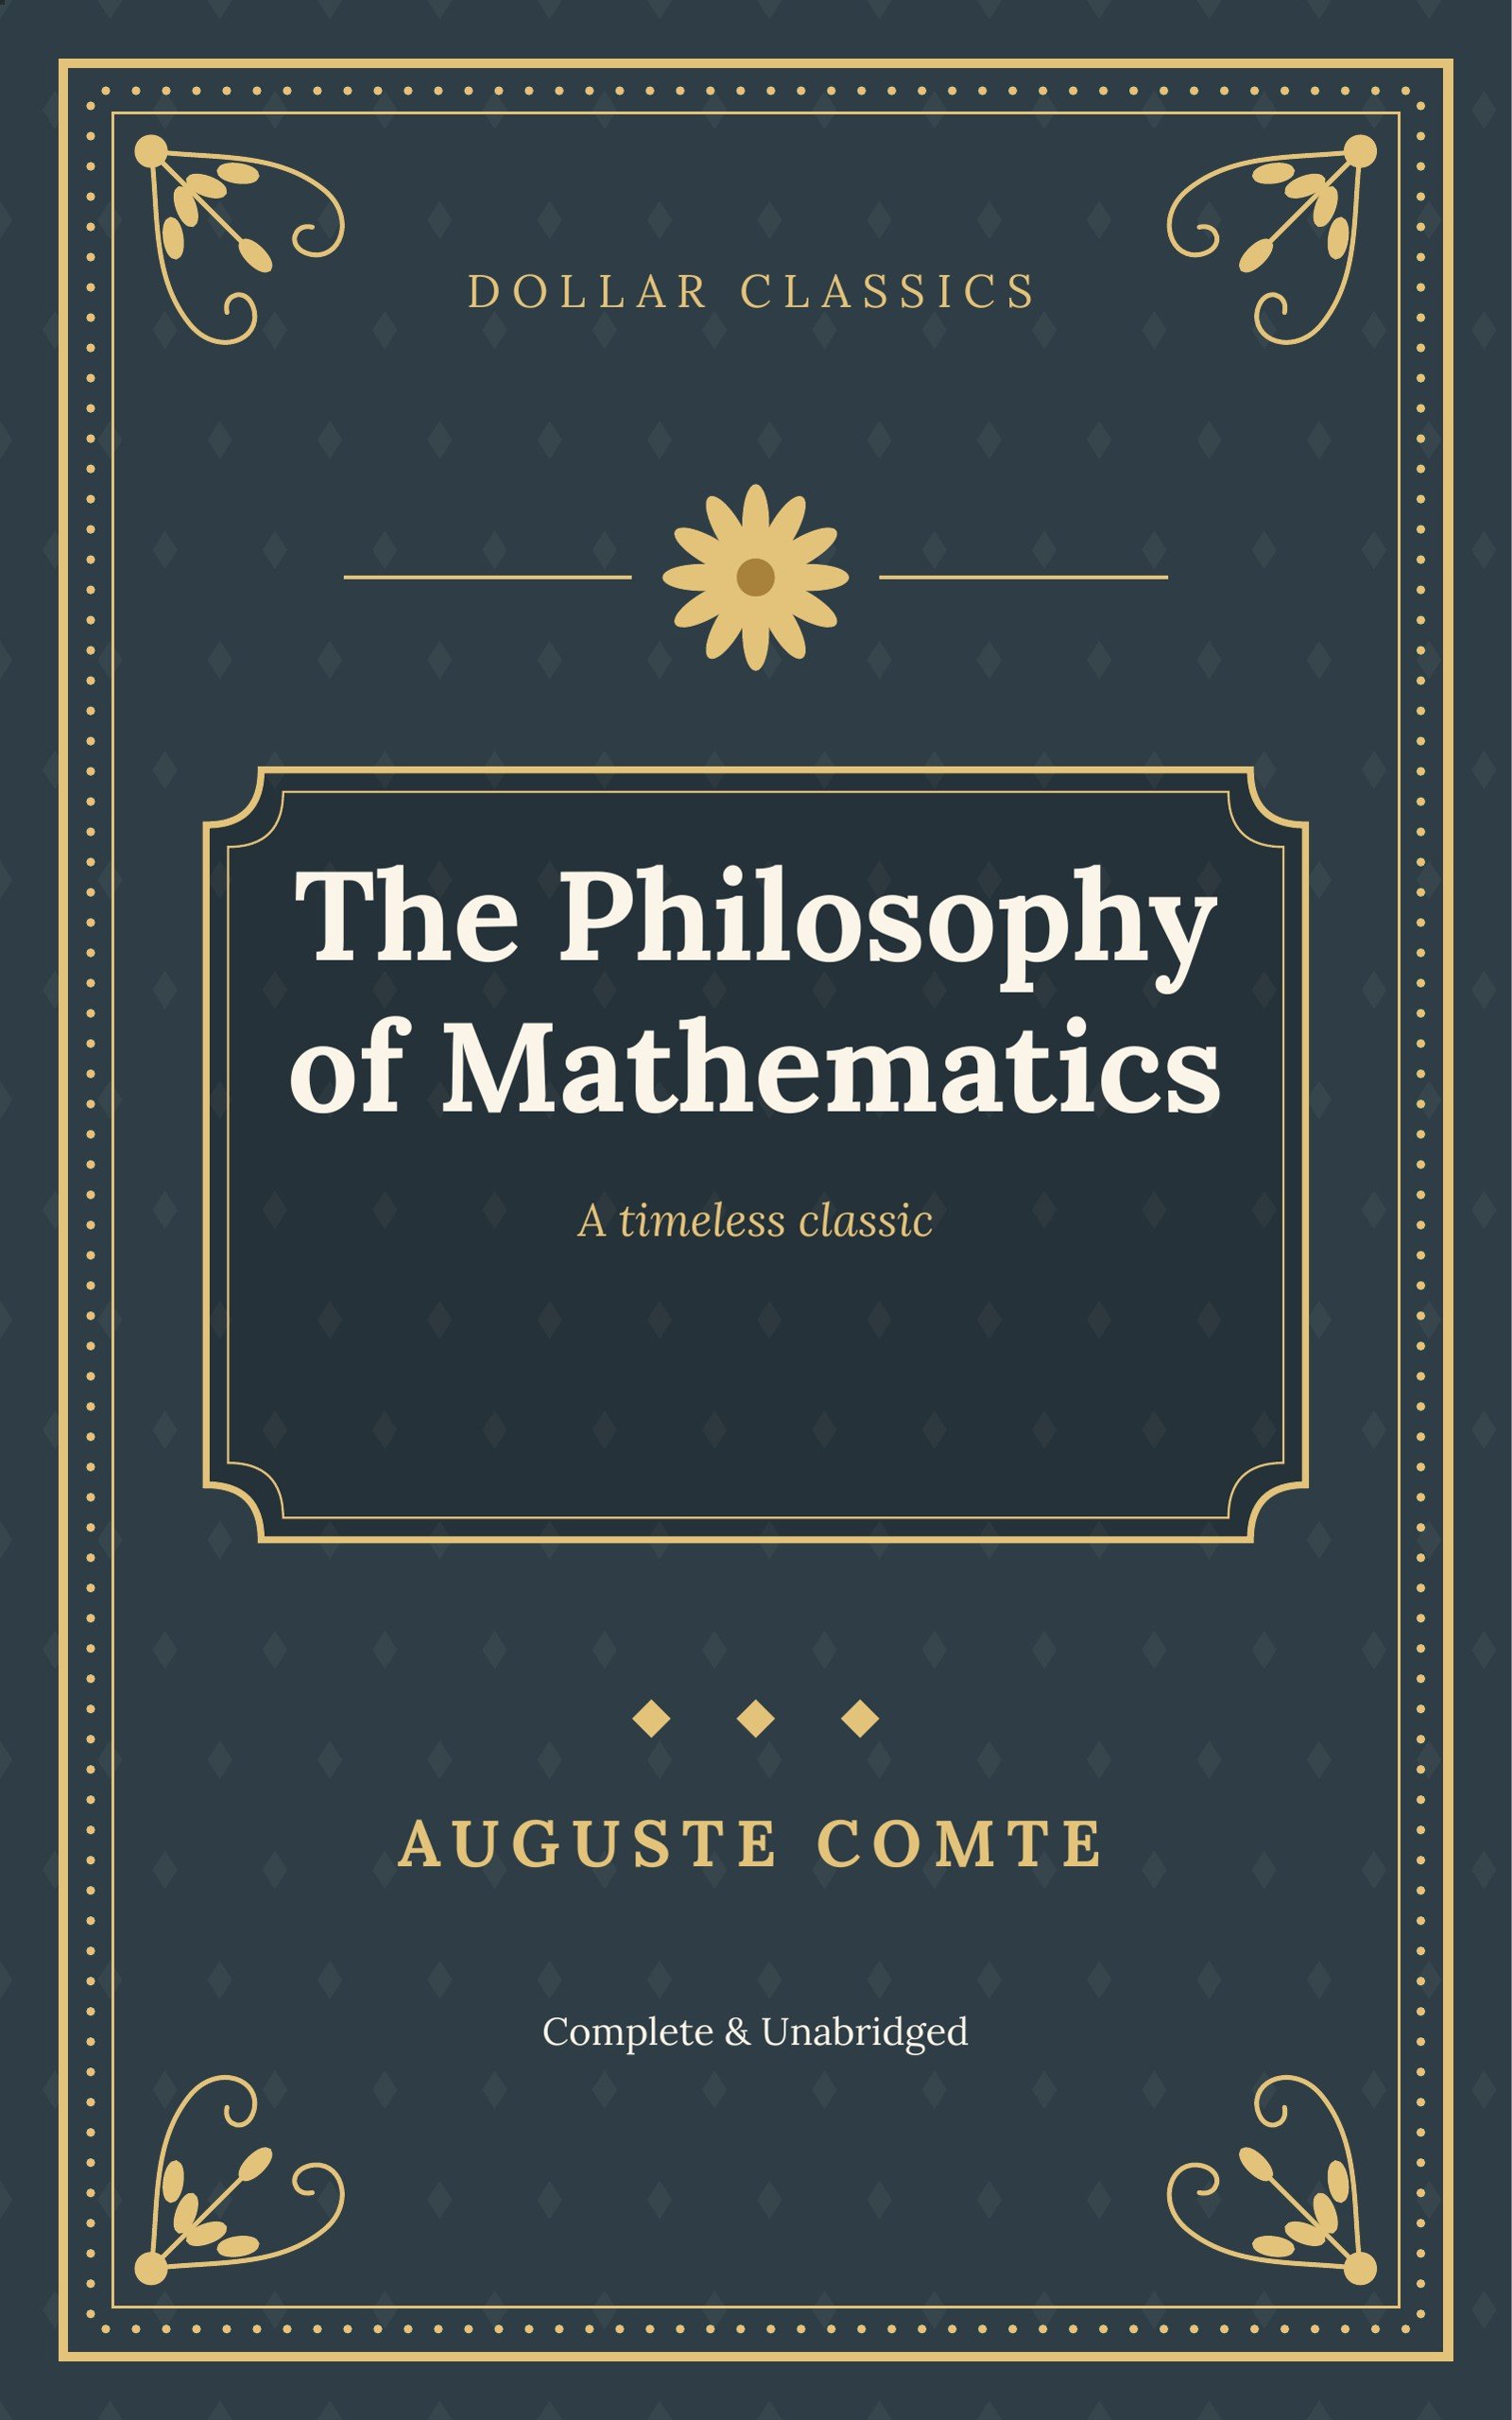 DOLLAR CLASSICS
The Philosophy
of Mathematics
A timeless classic
AUGUSTE COMTE
Complete & Unabridged